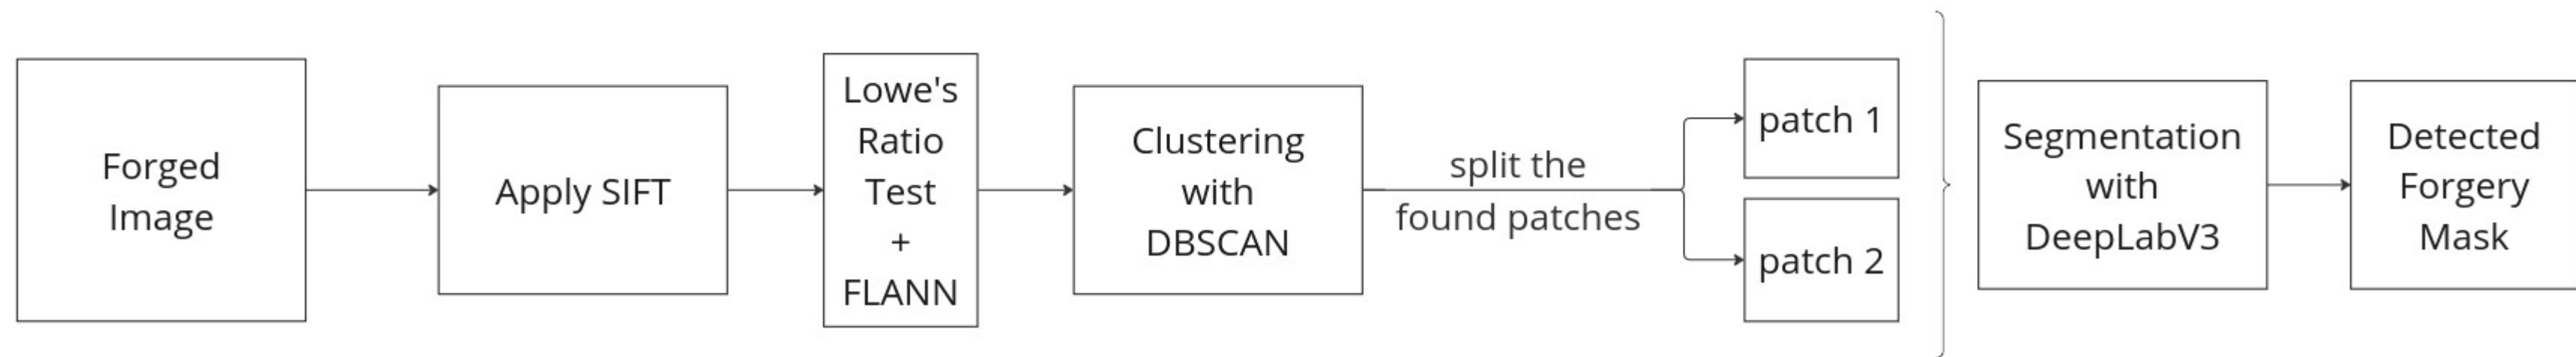 Forged
Image
Apply SIFT
Lowe's
Ratio
Test
+
FLANN
Clustering
with
DBSCAN
split the
found patches
patch 1
patch 2
Segmentation
with
DeepLabV3
Detected
Forgery
Mask